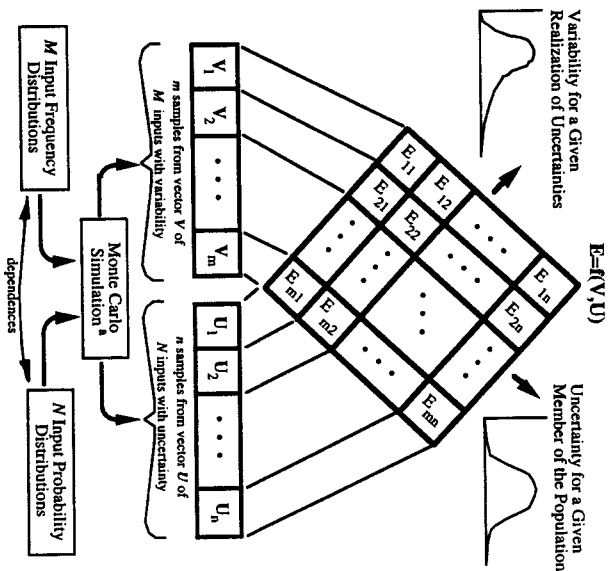 E=f(V,U)
Variability for a Given
Realization of Uncertainties
Uncertainty for a Given
Member of the Population
E11
E12
• • •
E1n
E21
E22
• • •
E2n
• • •
• • •
• • •
• • •
Em1
Em2
• • •
Emn
V1
V2
• • •
Vm
U1
U2
• • •
Un
m samples from vector V of
M inputs with variability
n samples from vector U of
N inputs with uncertainty
Monte Carlo
Simulation a
M Input Frequency
Distributions
dependences
N Input Probability
Distributions